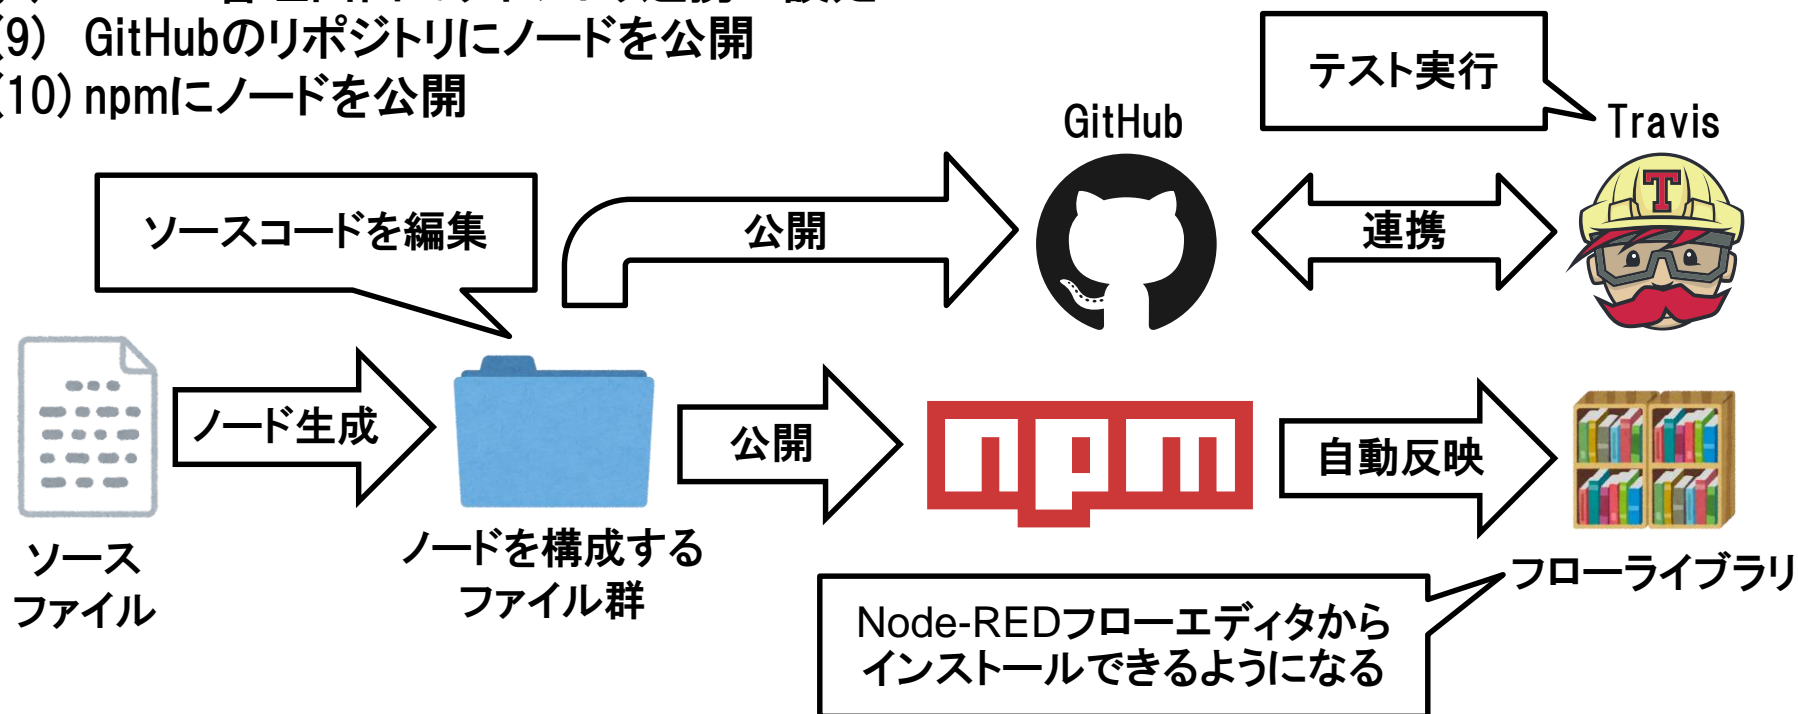 (9) GitHubのリポジトリにノードを公開
(10) npmにノードを公開
テスト実行
GitHub
Travis
ソースコードを編集
公開
連携
T
ノード生成
公開
npm
自動反映
ソース
ファイル
ノードを構成する
ファイル群
フローライブラリ
Node-REDフローエディタから
インストールできるようになる